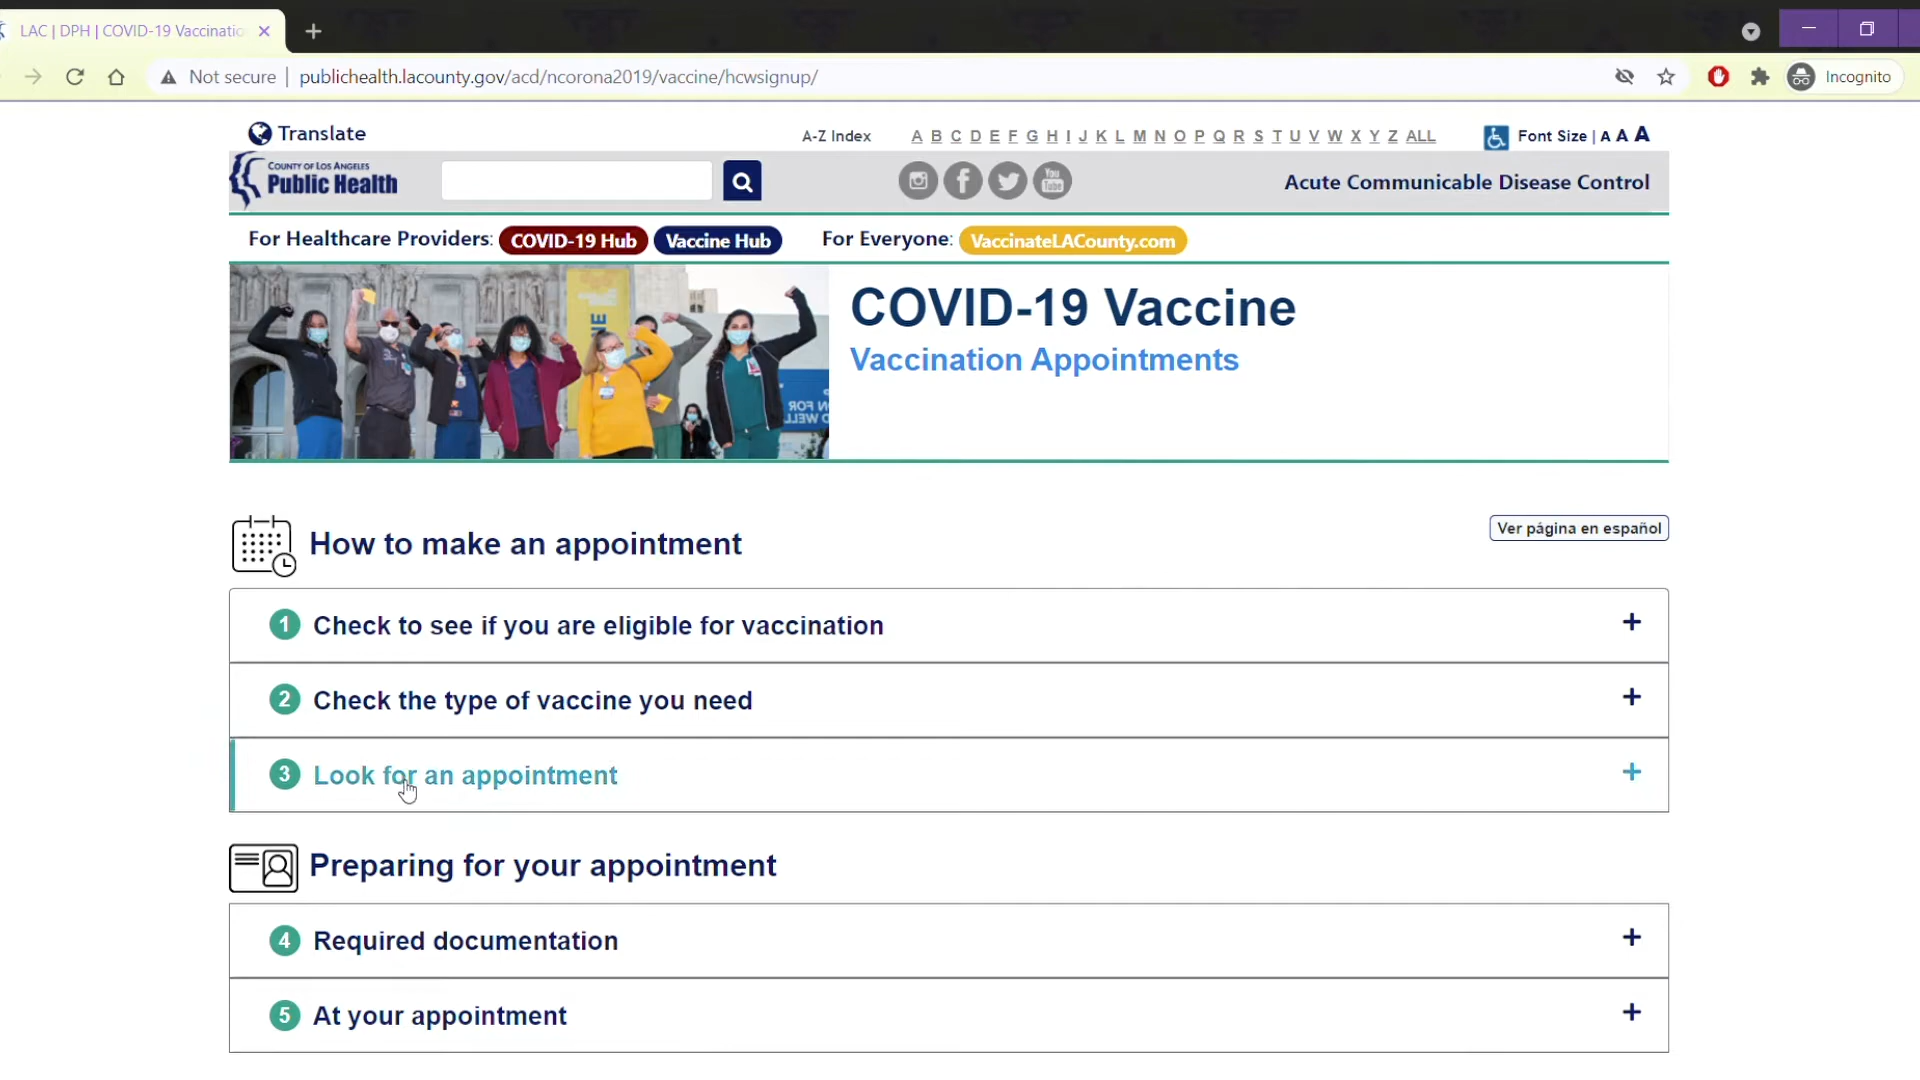 LAC | DPH | COVID-19 Vaccinatio
Not secure | publichealth.lacounty.gov/acd/ncorona2019/vaccine/hcwsignup/
Incognito
Translate
A-Z Index A B C D E F G H I J K L M N O P Q R S T U V W X Y Z ALL
Font Size | A A A
COUNTY OF LOS ANGELES
Public Health
You
Tube
Acute Communicable Disease Control
For Healthcare Providers: COVID-19 Hub Vaccine Hub For Everyone: VaccinateLACounty.com
COVID-19 Vaccine
Vaccination Appointments
How to make an appointment
Ver página en español
1 Check to see if you are eligible for vaccination +
2 Check the type of vaccine you need +
3 Look for an appointment +
Preparing for your appointment
4 Required documentation +
5 At your appointment +